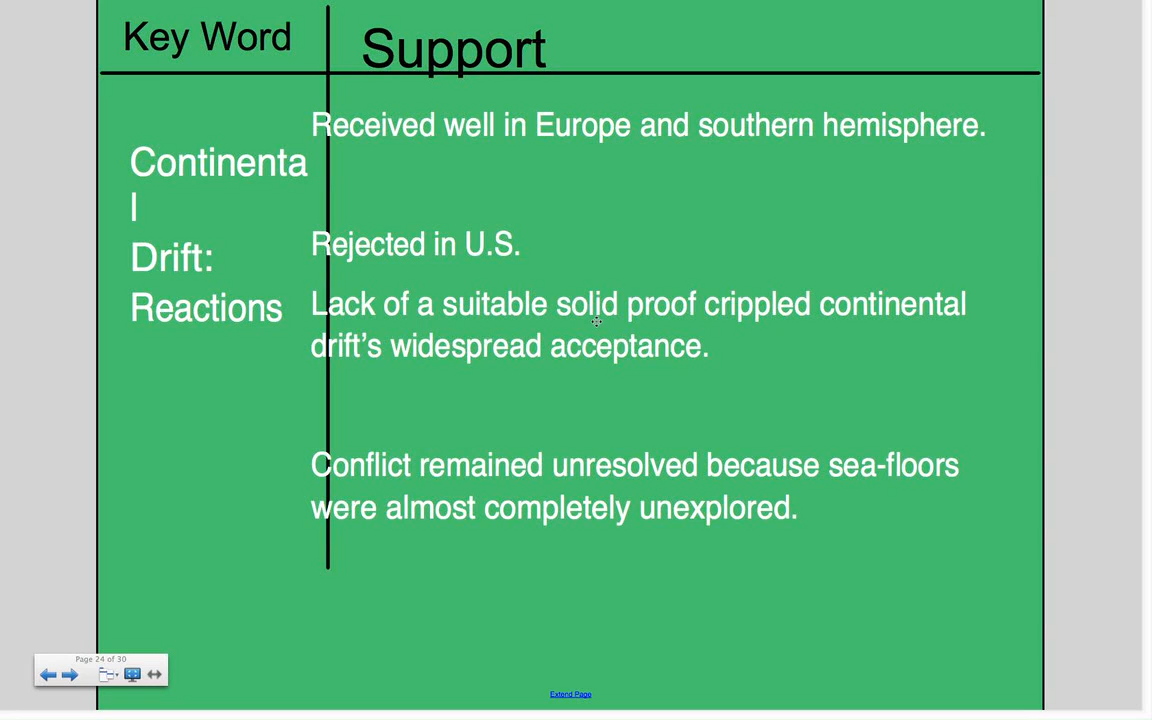 Key Word
Support
Continenta
l
Drift:
Reactions
Received well in Europe and southern hemisphere.
Rejected in U.S.
Lack of a suitable solid proof crippled continental
drift’s widespread acceptance.
Conflict remained unresolved because sea-floors
were almost completely unexplored.
Page 24 of 30
Extend Page